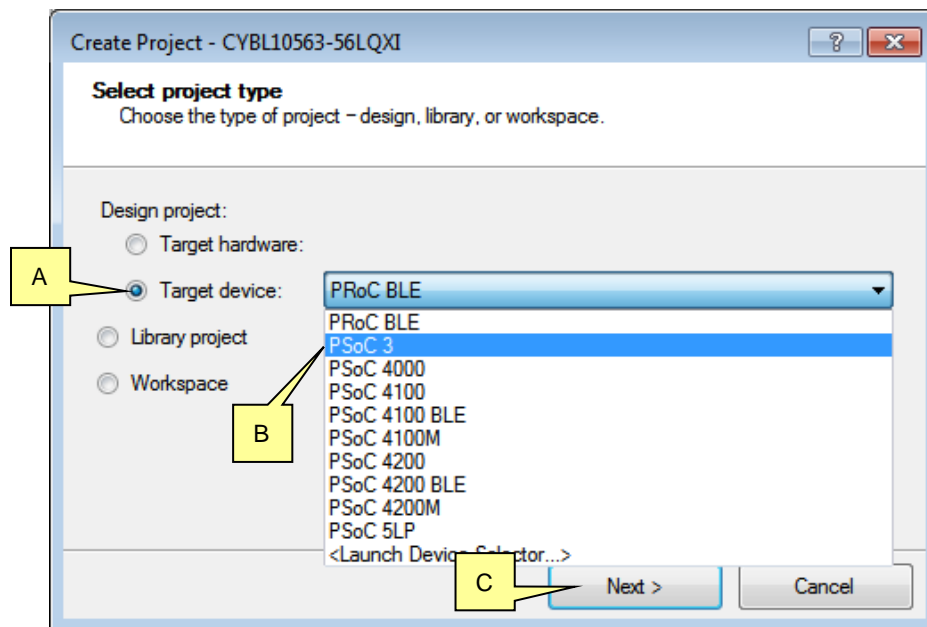 Create Project - CYBL10563-56LQXI
Select project type
Choose the type of project - design, library, or workspace.
Design project:
Target hardware:
A
Target device:
PRoC BLE
PRoC BLE
Library project
PSoC 3
PSoC 4000
Workspace
PSoC 4100
PSoC 4100 BLE
B
PSoC 4100M
PSoC 4200
PSoC 4200 BLE
PSoC 4200M
PSoC 5LP
<Launch Device Selector...>
C
Next >
Cancel